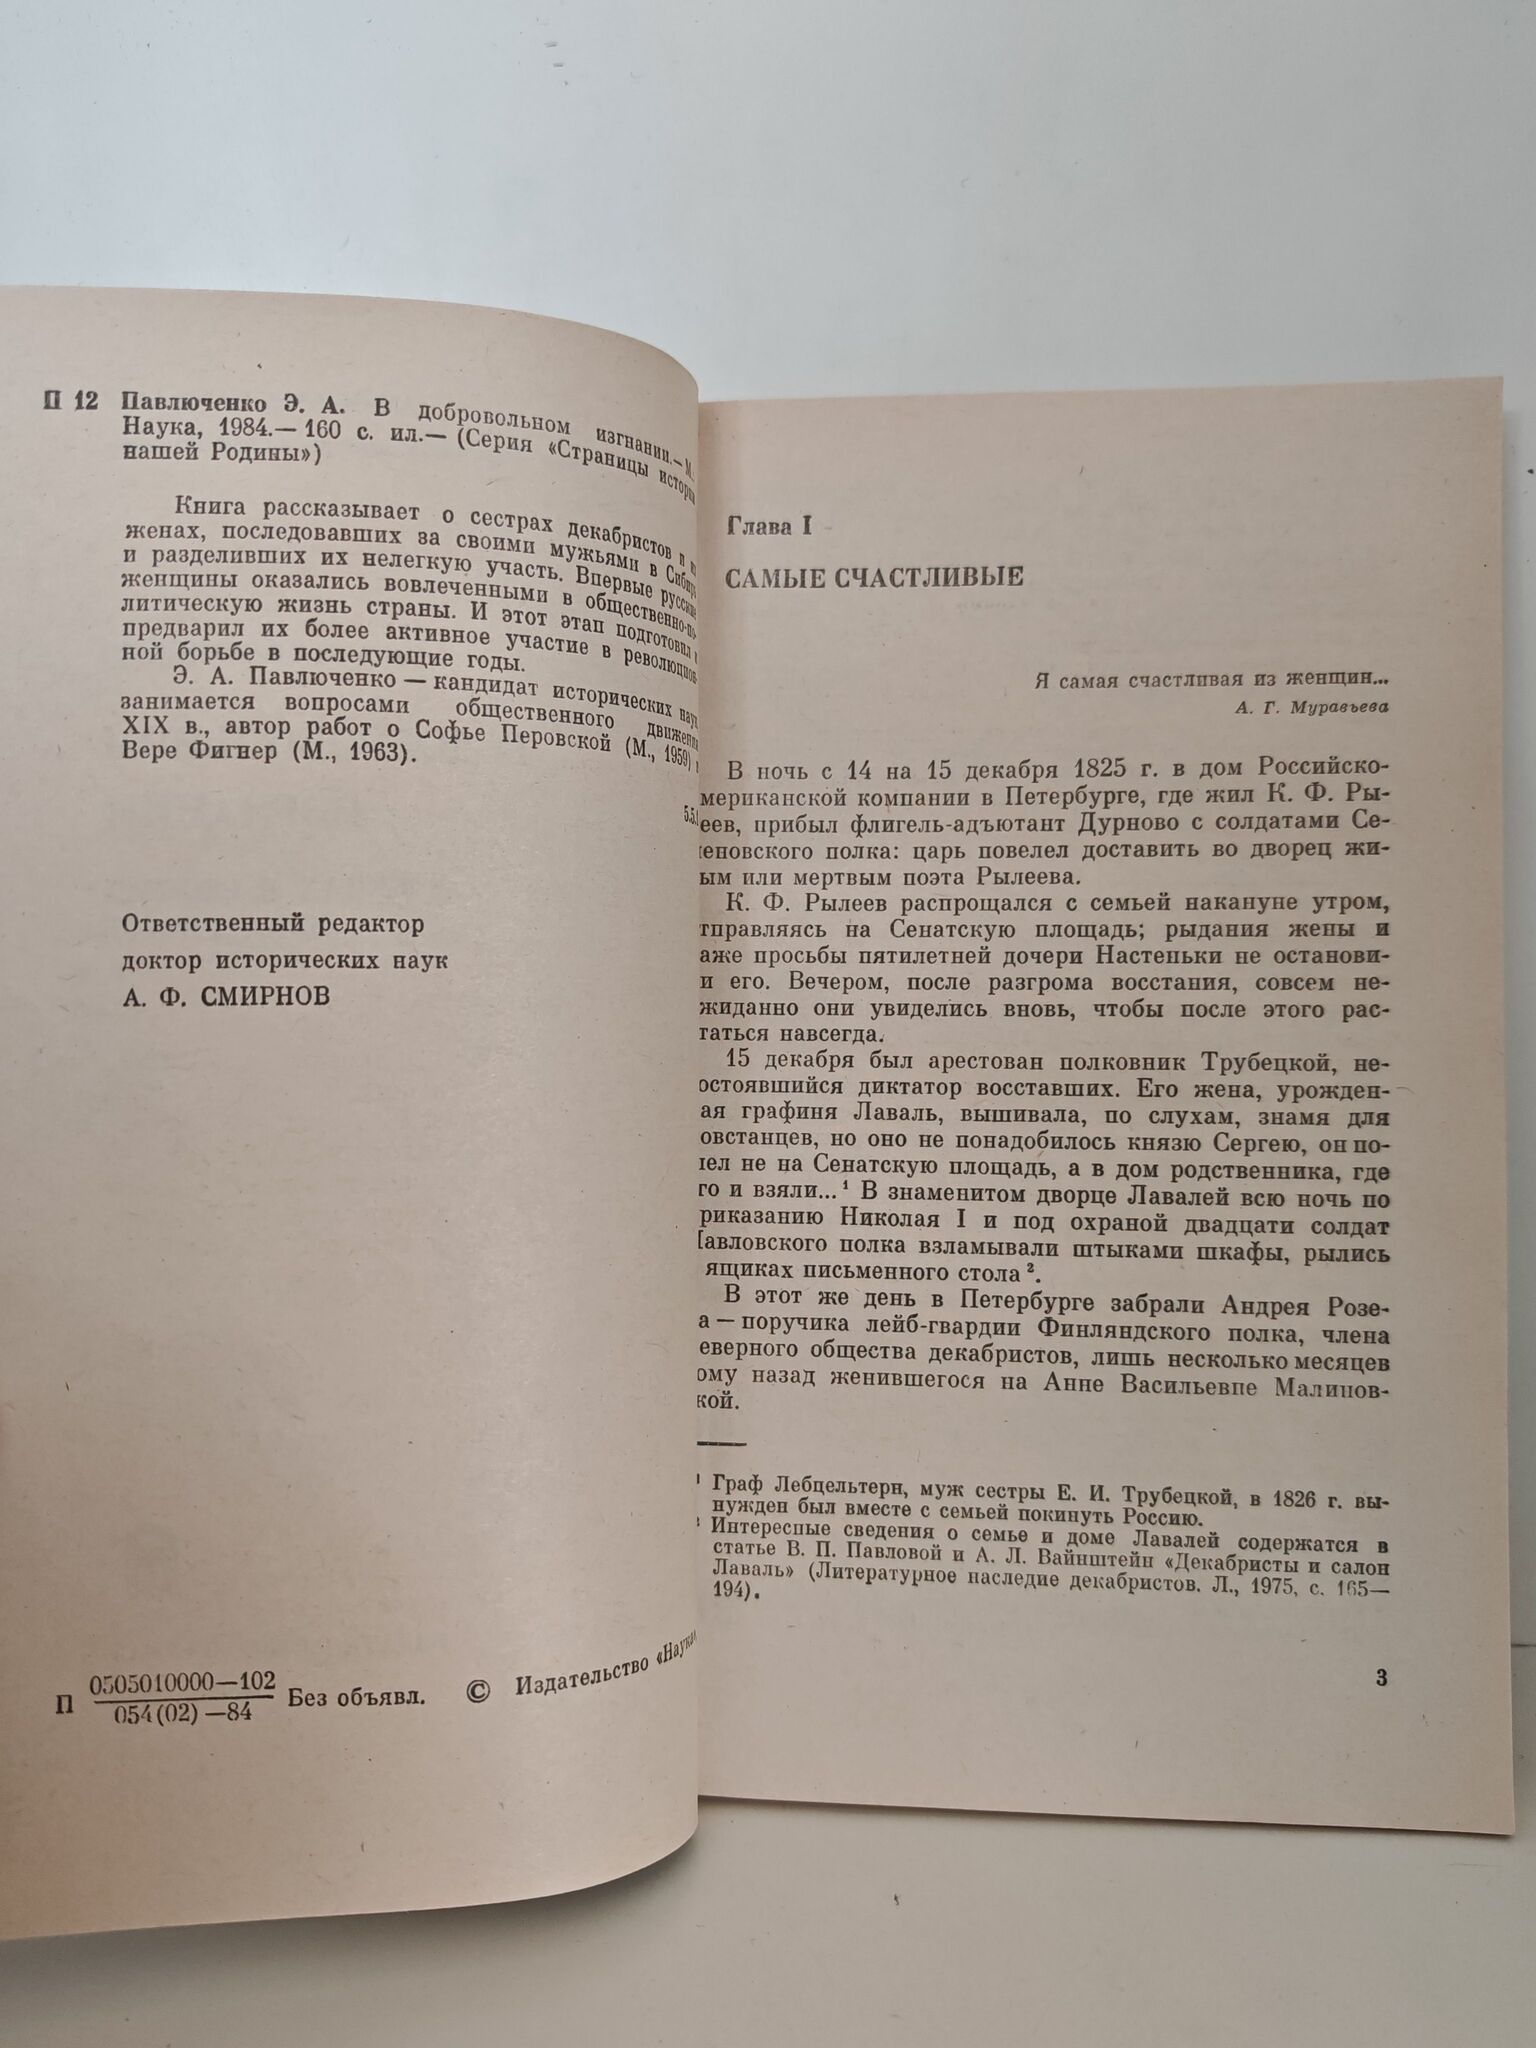 П 12 Павлюченко Э. А. В добровольном изгнании.— М.:
Наука, 1984.— 160 с. ил.— (Серия «Страницы истории
нашей Родины»)
Книга рассказывает о сестрах декабристов и их
женах, последовавших за своими мужьями в Сибирь
и разделивших их нелегкую участь. Впервые русские
женщины оказались вовлеченными в общественно-по-
литическую жизнь страны. И этот этап подготовил и
предварил их более активное участие в революцион-
ной борьбе в последующие годы.
Э. А. Павлюченко — кандидат исторических наук
занимается вопросами общественного движения
XIX в., автор работ о Софье Перовской (М., 1959) и
Вере Фигнер (М., 1963).
5.5.1
Ответственный редактор
доктор исторических наук
А. Ф. СМИРНОВ
П 0505010000—102
054(02)—84 Без объявл. © Издательство «Наука»,
Глава I
САМЫЕ СЧАСТЛИВЫЕ
Я самая счастливая из женщин...
А. Г. Муравьева
В ночь с 14 на 15 декабря 1825 г. в дом Российско-
мериканской компании в Петербурге, где жил К. Ф. Ры-
еев, прибыл флигель-адъютант Дурново с солдатами Се-
еновского полка: царь повелел доставить во дворец жи-
ым или мертвым поэта Рылеева.
К. Ф. Рылеев распрощался с семьей накануне утром,
тправляясь на Сенатскую площадь; рыдания жены и
аже просьбы пятилетней дочери Настеньки не останови-
и его. Вечером, после разгрома восстания, совсем не-
жиданно они увиделись вновь, чтобы после этого рас-
таться навсегда.
15 декабря был арестован полковник Трубецкой, не-
остоявшийся диктатор восставших. Его жена, урожден-
ая графиня Лаваль, вышивала, по слухам, знамя для
овстанцев, но оно не понадобилось князю Сергею, он по-
ел не на Сенатскую площадь, а в дом родственника, где
го и взяли...¹ В знаменитом дворце Лавалей всю ночь по
риказанию Николая I и под охраной двадцати солдат
Павловского полка взламывали штыками шкафы, рылись
ящиках письменного стола².
В этот же день в Петербурге забрали Андрея Розе-
а — поручика лейб-гвардии Финляндского полка, члена
еверного общества декабристов, лишь несколько месяцев
ому назад женившегося на Анне Васильевне Малинов-
кой.
¹ Граф Лебцельтерн, муж сестры Е. И. Трубецкой, в 1826 г. вы-
нужден был вместе с семьей покинуть Россию.
² Интересные сведения о семье и доме Лавалей содержатся в
статье В. П. Павловой и А. Л. Вайнштейн «Декабристы и салон
Лаваль» (Литературное наследие декабристов. Л., 1975, с. 165—
194).
3